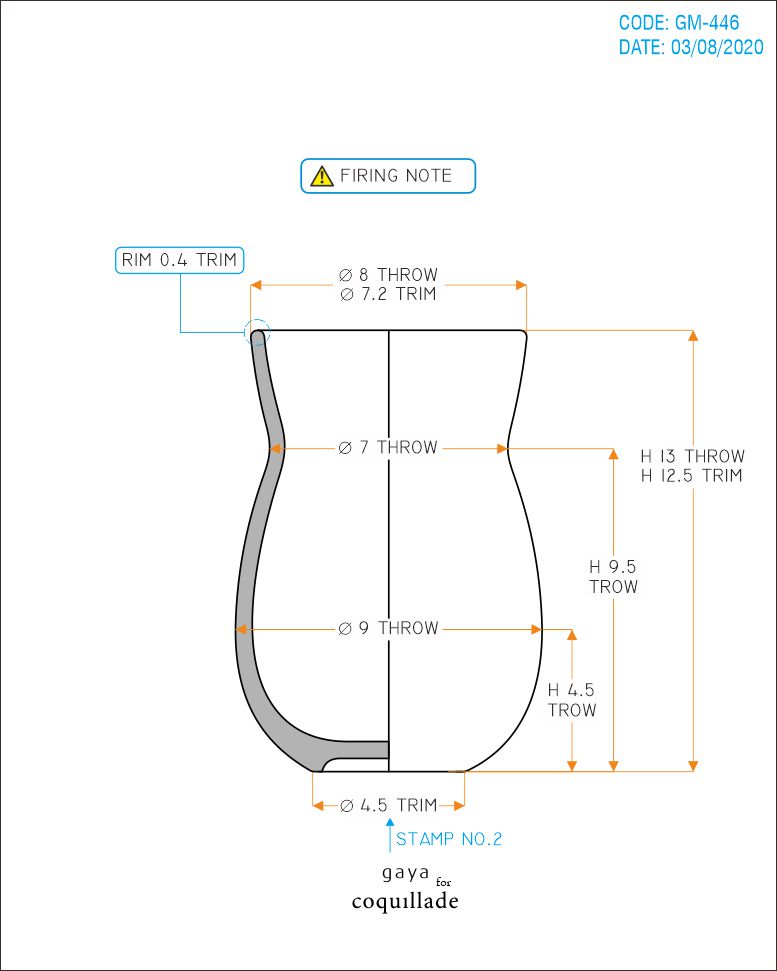 CODE: GM-446
DATE: 03/08/2020
FIRING NOTE
RIM 0.4 TRIM
Ø 8 THROW
Ø 7.2 TRIM
Ø 7 THROW
H 13 THROW
H 12.5 TRIM
H 9.5
TROW
Ø 9 THROW
H 4.5
TROW
Ø 4.5 TRIM
STAMP NO.2
gaya for
coquıllade